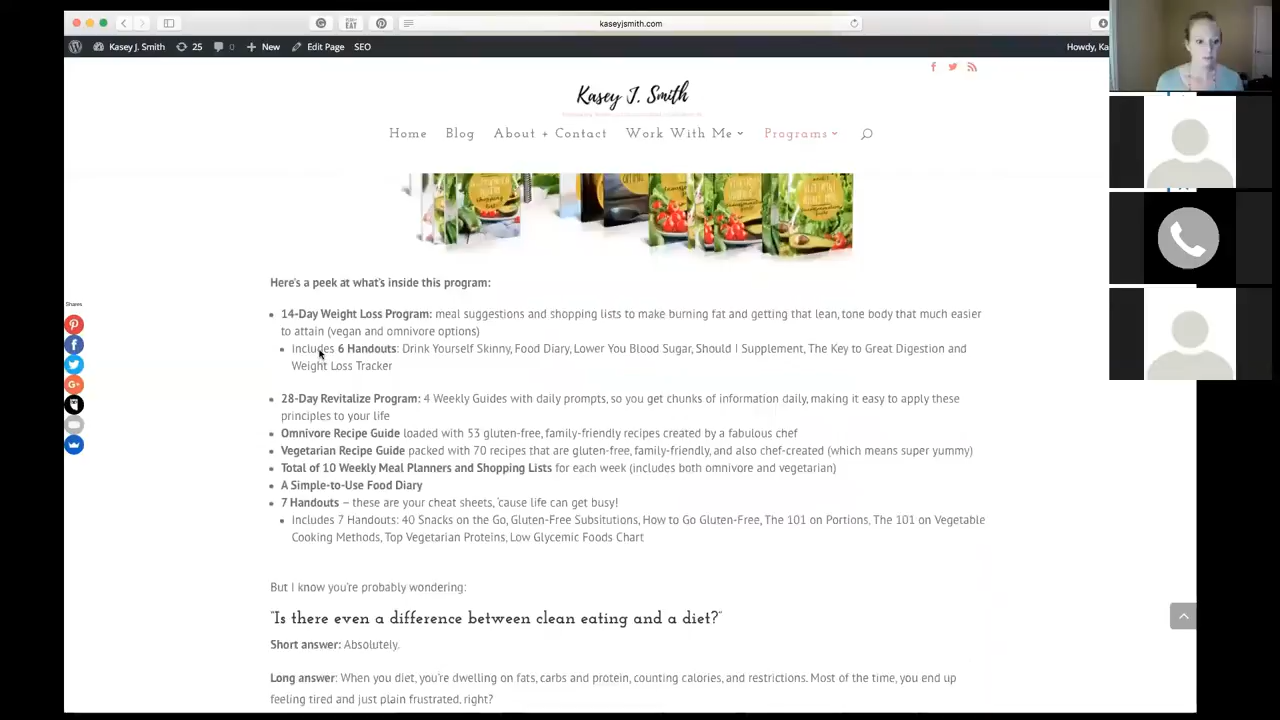 kaseyjsmith.com
Kasey J. Smith 25 0 New Edit Page SEO Howdy, Ka
Kasey J. Smith
Home Blog About + Contact Work With Me Programs
Here's a peek at what's inside this program:
14-Day Weight Loss Program: meal suggestions and shopping lists to make burning fat and getting that lean, tone body that much easier
to attain (vegan and omnivore options)
Includes 6 Handouts: Drink Yourself Skinny, Food Diary, Lower You Blood Sugar, Should I Supplement, The Key to Great Digestion and
Weight Loss Tracker
Shares
28-Day Revitalize Program: 4 Weekly Guides with daily prompts, so you get chunks of information daily, making it easy to apply these
principles to your life
Omnivore Recipe Guide loaded with 53 gluten-free, family-friendly recipes created by a fabulous chef
Vegetarian Recipe Guide packed with 70 recipes that are gluten-free, family-friendly, and also chef-created (which means super yummy)
Total of 10 Weekly Meal Planners and Shopping Lists for each week (includes both omnivore and vegetarian)
A Simple-to-Use Food Diary
7 Handouts – these are your cheat sheets, 'cause life can get busy!
Includes 7 Handouts: 40 Snacks on the Go, Gluten-Free Subsitutions, How to Go Gluten-Free, The 101 on Portions, The 101 on Vegetable
Cooking Methods, Top Vegetarian Proteins, Low Glycemic Foods Chart
But I know you're probably wondering:
"Is there even a difference between clean eating and a diet?"
Short answer: Absolutely.
Long answer: When you diet, you're dwelling on fats, carbs and protein, counting calories, and restrictions. Most of the time, you end up
feeling tired and just plain frustrated, right?